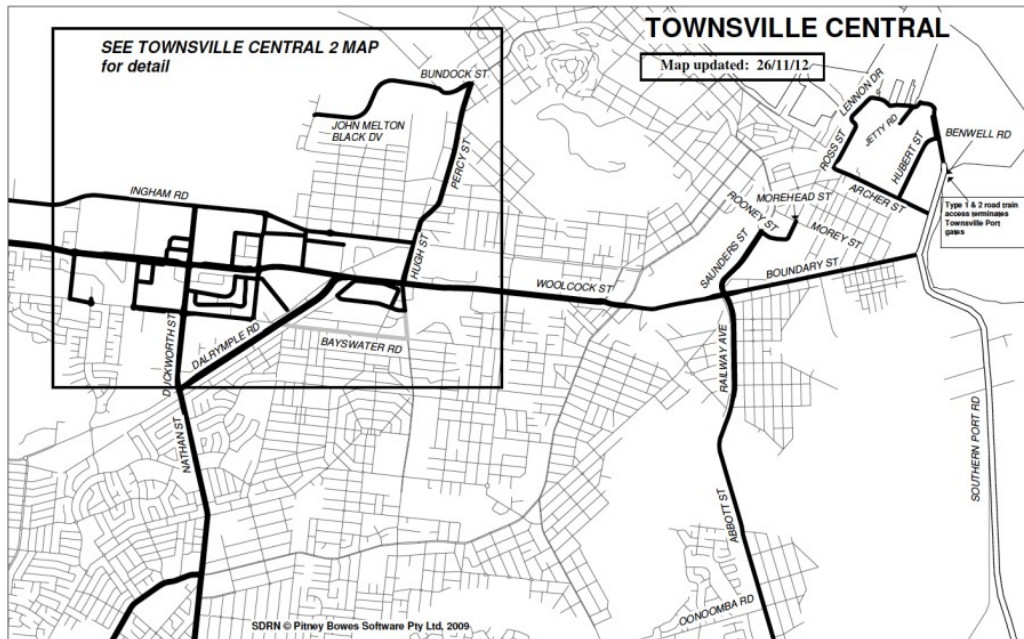 TOWNSVILLE CENTRAL
Map updated: 26/11/12
SEE TOWNSVILLE CENTRAL 2 MAP
for detail
BUNDOCK ST
JOHN MELTON
BLACK DV
PERCY ST
INGHAM RD
HUGH ST
WOOLCOCK ST
DUCKWORTH ST
DALRYMPLE RD
BAYSWATER RD
NATHAN ST
LENNON DR
JETTY RD
ROSS ST
HUBERT ST
BENWELL RD
ARCHER ST
Type 1 & 2 road train
access terminates
Townsville Port
gates
MOREHEAD ST
ROONEY ST
MOREY ST
SAUNDERS ST
BOUNDARY ST
RAILWAY AVE
SOUTHERN PORT RD
ABBOTT ST
OONOOMBA RD
SDRN © Pitney Bowes Software Pty Ltd, 2009